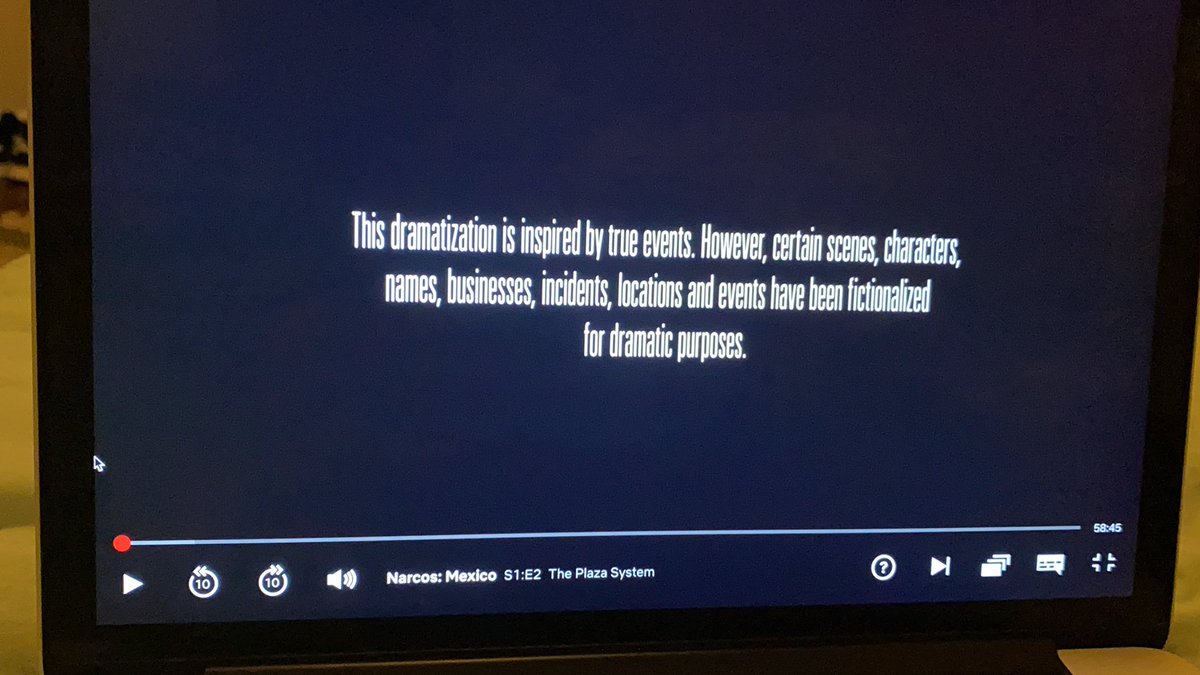 This dramatization is inspired by true events. However, certain scenes, characters,
names, businesses, incidents, locations and events have been fictionalized
for dramatic purposes.
58:45
10
10
Narcos: Mexico S1:E2 The Plaza System
?